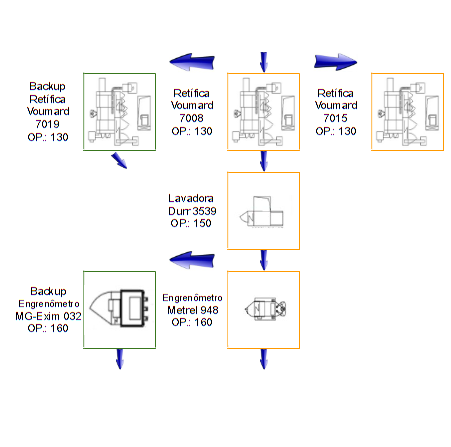 Backup
Retífica
Voumard
7019
OP.: 130
Retífica
Voumard
7008
OP.: 130
Retífica
Voumard
7015
OP.: 130
Lavadora
Durr 3539
OP.: 150
Backup
Engrenômetro
MG-Exim 032
OP.: 160
Engrenômetro
Metrel 948
OP.: 160